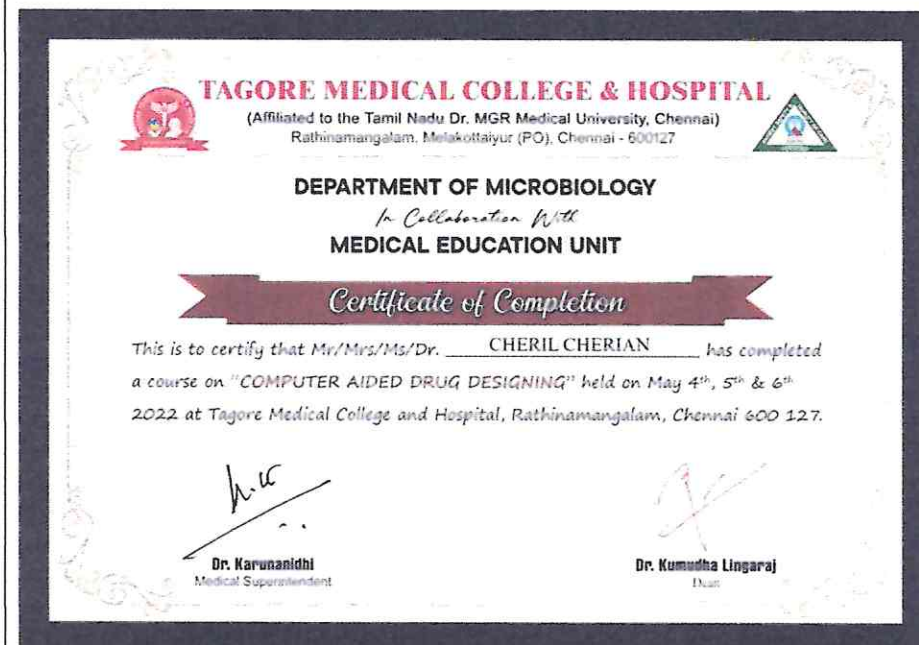 TAGORE MEDICAL COLLEGE & HOSPITAL
(Affiliated to the Tamil Nadu Dr. MGR Medical University, Chennai)
Rathinamangalam, Melakottaiyur (PO), Chennai - 600127
DEPARTMENT OF MICROBIOLOGY
In Collaboration With
MEDICAL EDUCATION UNIT
Certificate of Completion
This is to certify that Mr/Mrs/Ms/Dr. CHERIL CHERIAN has completed
a course on "COMPUTER AIDED DRUG DESIGNING" held on May 4th, 5th & 6th
2022 at Tagore Medical College and Hospital, Rathinamangalam, Chennai 600 127.
Dr. Karunanidhi
Medical Superintendent
Dr. Kumudha Lingaraj
Dean